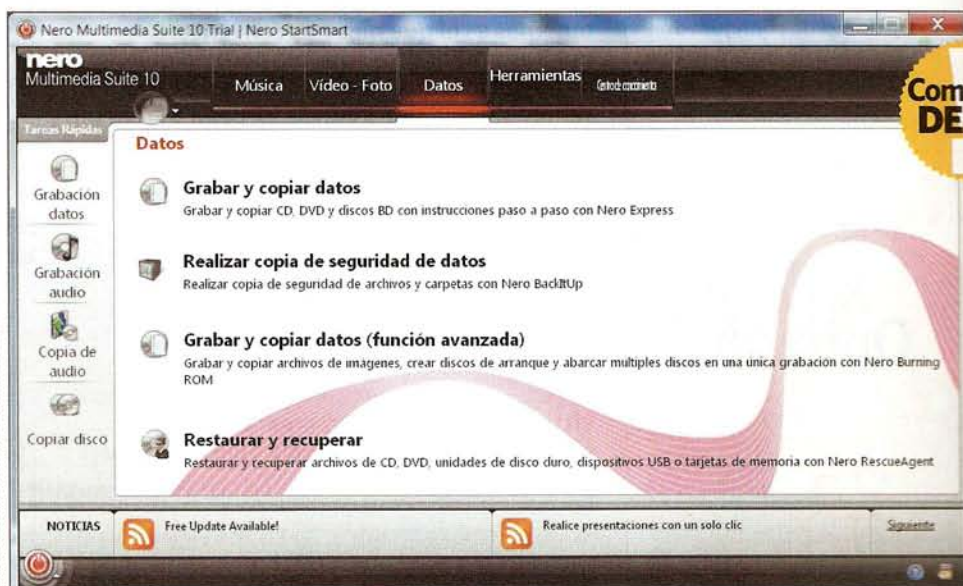 Nero Multimedia Suite 10 Trial | Nero StartSmart
nero
Multimedia Suite 10
Música
Vídeo - Foto
Datos
Herramientas
Com
DE
Tareas Rápidas
Grabación
datos
Grabación
audio
Copia de
audio
Copiar disco
Datos
Grabar y copiar datos
Grabar y copiar CD, DVD y discos BD con instrucciones paso a paso con Nero Express
Realizar copia de seguridad de datos
Realizar copia de seguridad de archivos y carpetas con Nero BackItUp
Grabar y copiar datos (función avanzada)
Grabar y copiar archivos de imágenes, crear discos de arranque y abarcar multiples discos en una unica grabacion con Nero Burning
ROM
Restaurar y recuperar
Restaurar y recuperar archivos de CD, DVD, unidades de disco duro, dispositivos USB o tarjetas de memoria con Nero RescueAgent
NOTICIAS
Free Update Available!
Realice presentaciones con un solo clic
Siguiente